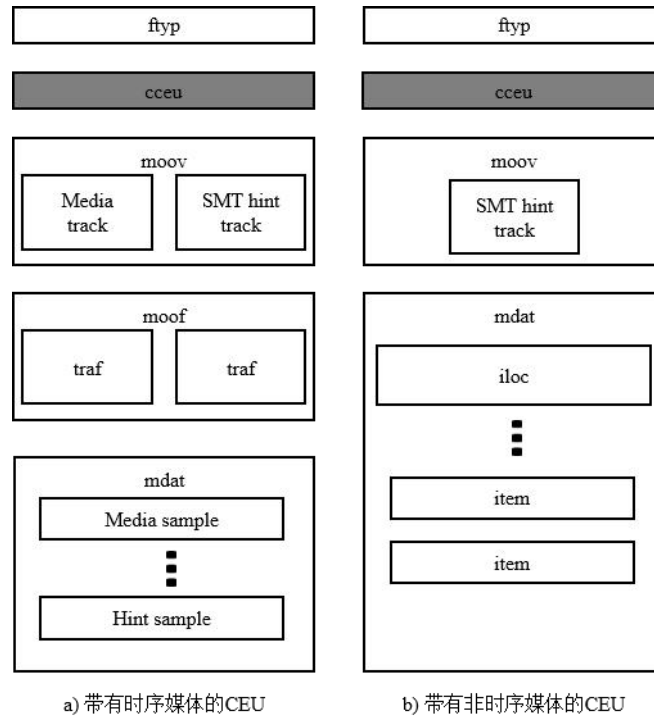 ftyp
cceu
moov
Media
track
SMT hint
track
moof
traf
traf
mdat
Media sample
Hint sample
a) 带有时序媒体的CEU
ftyp
cceu
moov
SMT hint
track
mdat
iloc
item
item
b) 带有非时序媒体的CEU